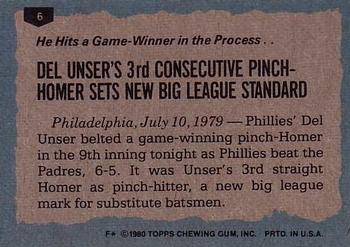 6
He Hits a Game-Winner in the Process . .
DEL UNSER'S 3rd CONSECUTIVE PINCH-
HOMER SETS NEW BIG LEAGUE STANDARD
Philadelphia, July 10, 1979 — Phillies' Del
Unser belted a game-winning pinch-Homer
in the 9th inning tonight as Phillies beat the
Padres, 6-5. It was Unser's 3rd straight
Homer as pinch-hitter, a new big league
mark for substitute batsmen.
F* ©1980 TOPPS CHEWING GUM, INC. PRTD. IN U.S.A.